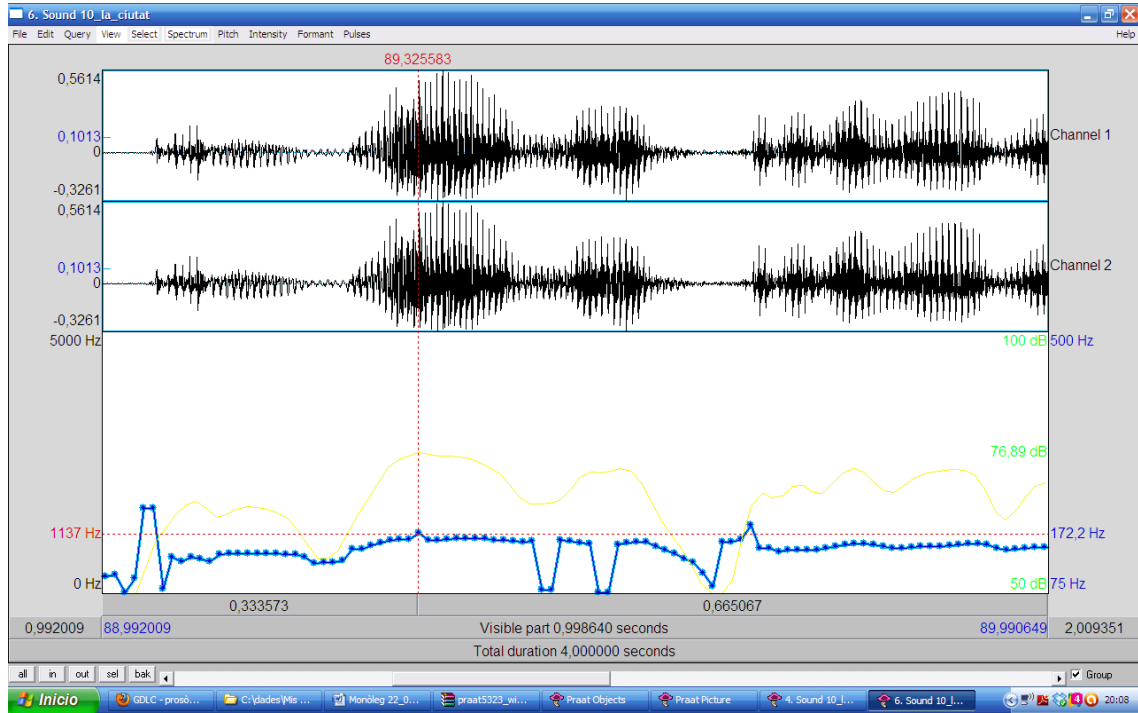 6. Sound 10_la_ciutat
File Edit Query View Select Spectrum Pitch Intensity Formant Pulses Help
89,325583
0,5614
0,1013
0
-0,3261
Channel 1
0,5614
0,1013
0
-0,3261
Channel 2
5000 Hz 100 dB 500 Hz
76,89 dB
1137 Hz 172,2 Hz
0 Hz 50 dB 75 Hz
0,333573 0,665067
0,992009 88,992009 Visible part 0,998640 seconds 89,990649 2,009351
Total duration 4,000000 seconds
all in out sel bak Group
Inicio GDLC - prosò... C:\dades\Mis ... Monòleg 22_0... praat5323_wi... Praat Objects Praat Picture 4. Sound 10_l... 6. Sound 10_l... 20:08